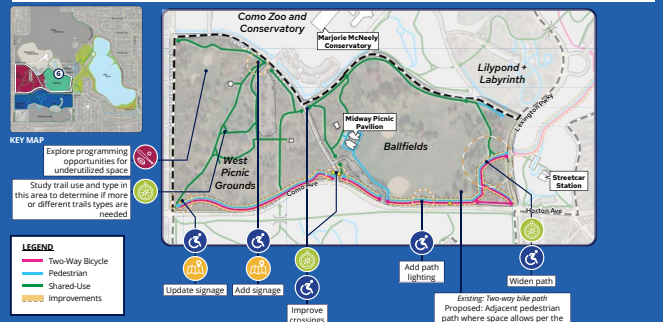 Como Zoo and
Conservatory
Marjorie McNeely
Conservatory
Lilypond +
Labyrinth
Lexington Pkwy
6
KEY MAP
Midway Picnic
Pavilion
Ballfields
Explore programming
opportunities for
underutilized space
West
Picnic
Grounds
Streetcar
Station
Study trail use and type in
this area to determine if more
or different trails types are
needed
Como Ave
Horton Ave
LEGEND
Two-Way Bicycle
Pedestrian
Shared-Use
Improvements
Update signage
Add signage
Improve
crossings
Add path
lighting
Widen path
Existing: Two-way bike path
Proposed: Adjacent pedestrian
path where space allows per the